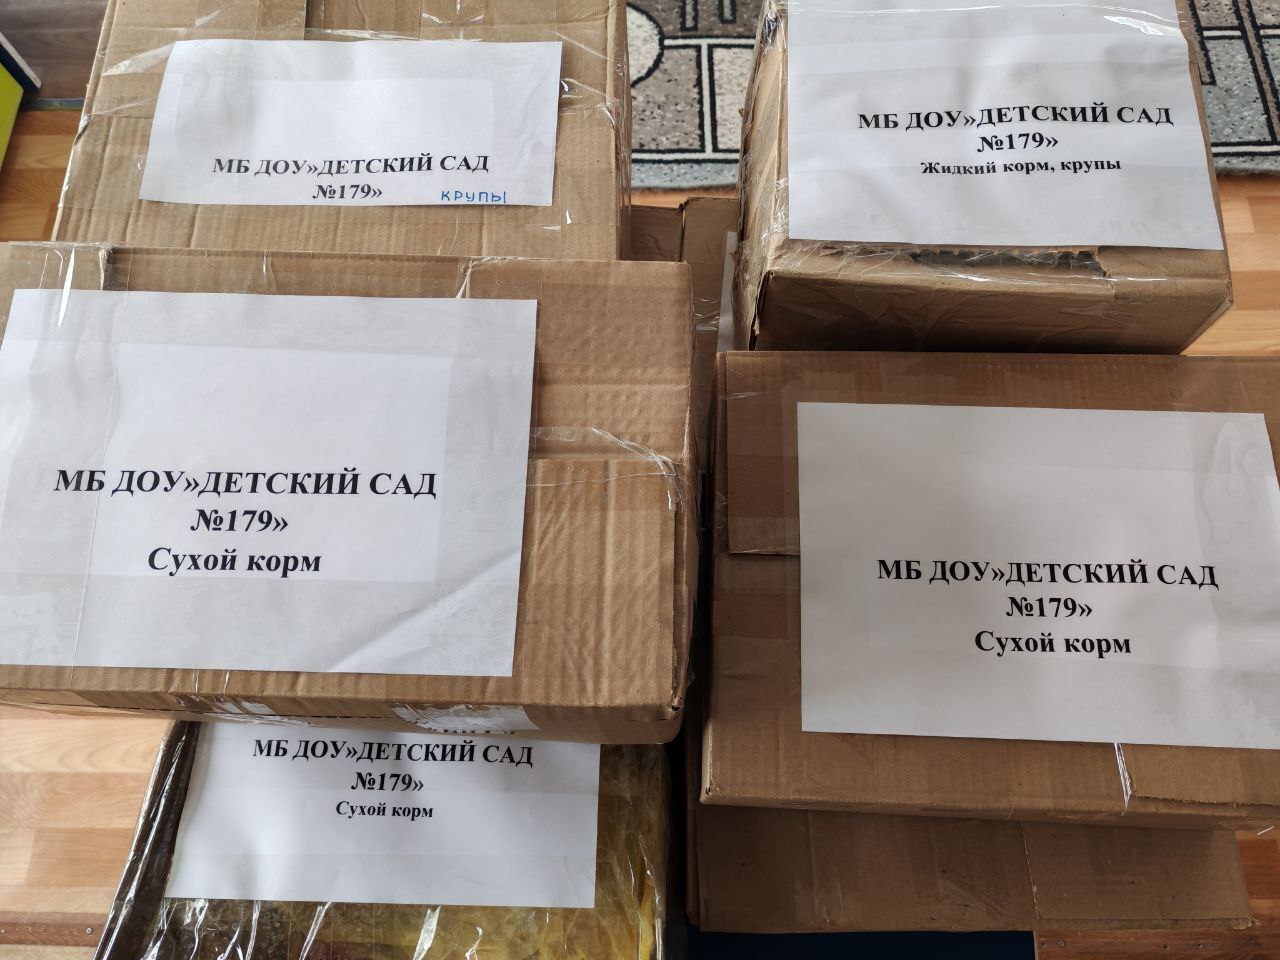 МБ ДОУ»ДЕТСКИЙ САД
№179»
КРУПЫ
МБ ДОУ»ДЕТСКИЙ САД
№179»
Жидкий корм, крупы
МБ ДОУ»ДЕТСКИЙ САД
№179»
Сухой корм
МБ ДОУ»ДЕТСКИЙ САД
№179»
Сухой корм
МБ ДОУ»ДЕТСКИЙ САД
№179»
Сухой корм